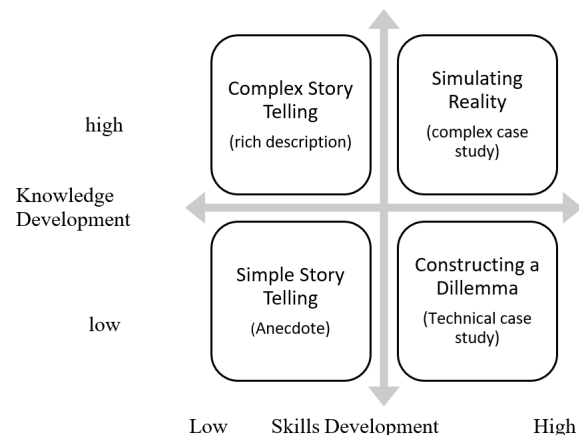 Complex Story
Telling
(rich description)
Simulating
Reality
(complex case
study)
high
Knowledge
Development
Simple Story
Telling
(Anecdote)
Constructing a
Dillemma
(Technical case
study)
low
Low Skills Development High